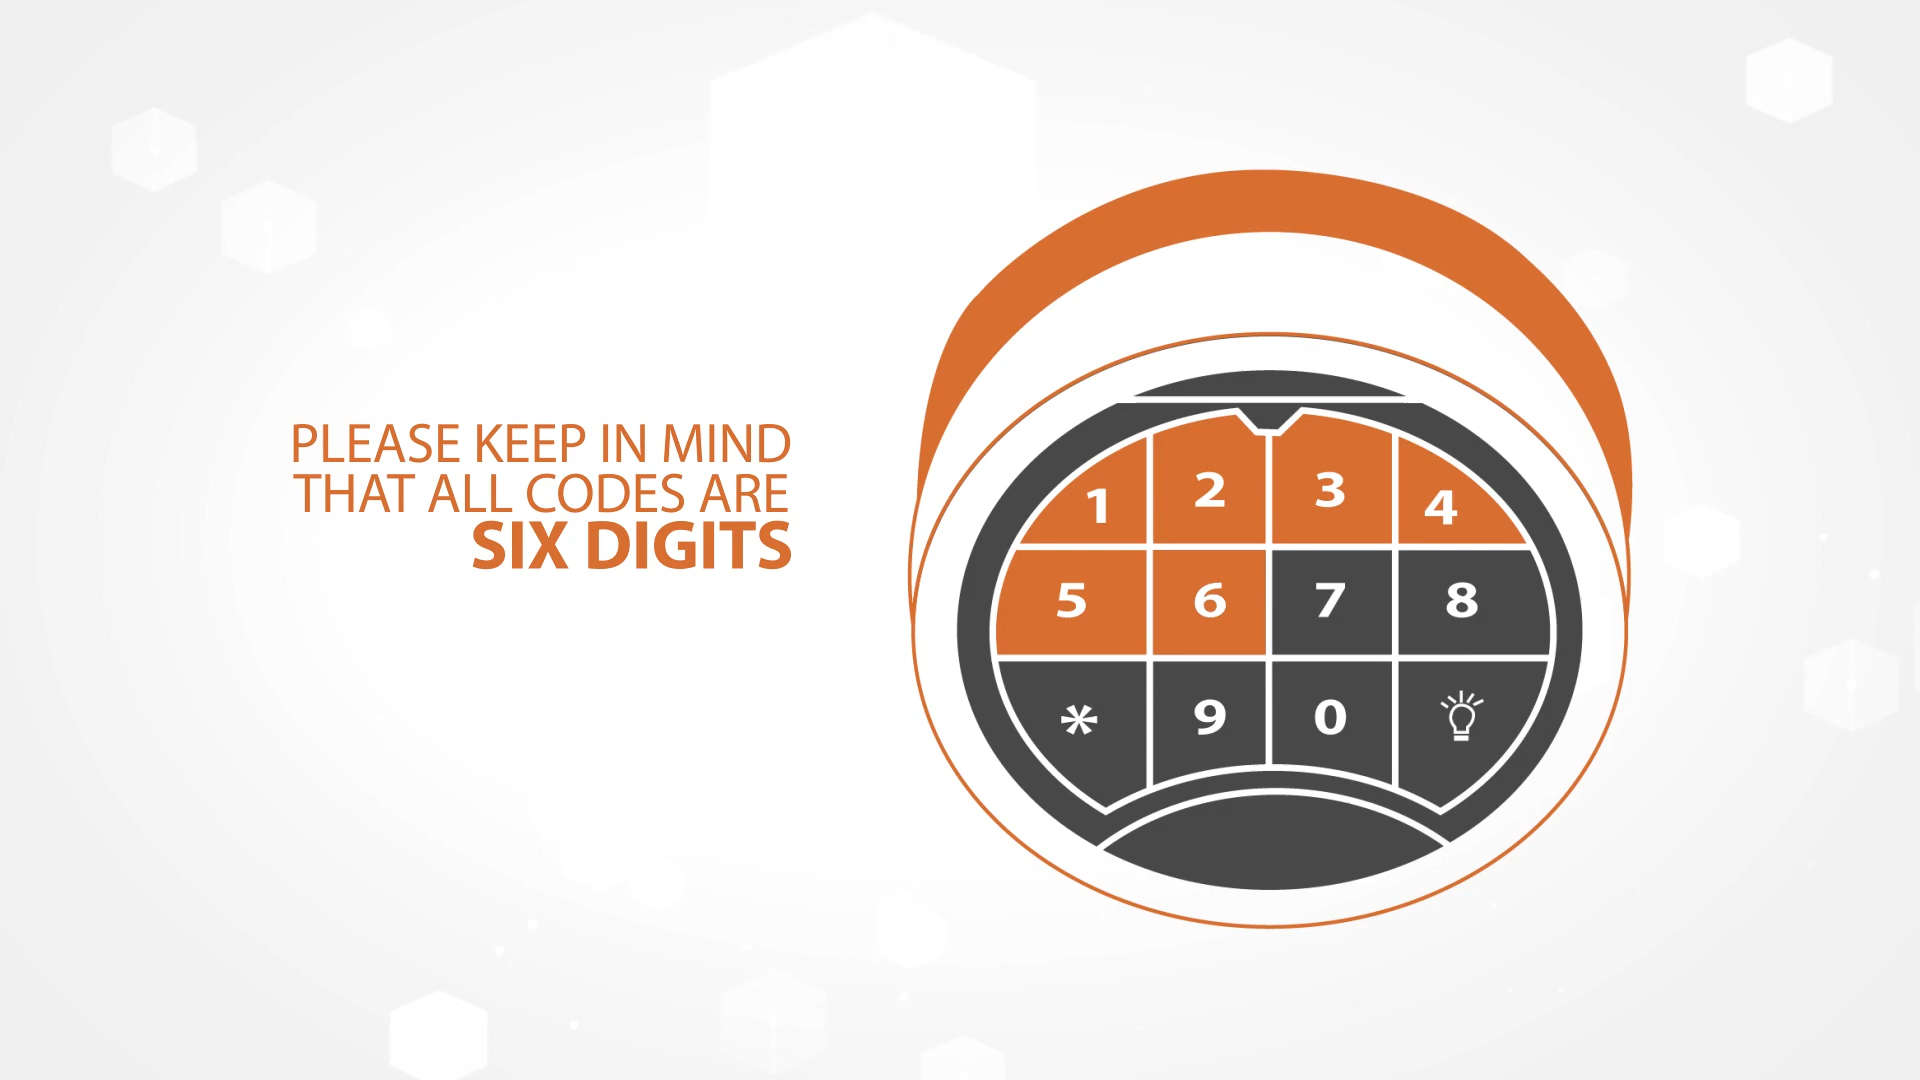 PLEASE KEEP IN MIND
THAT ALL CODES ARE
SIX DIGITS
1 2 3 4
5 6 7 8
* 9 0